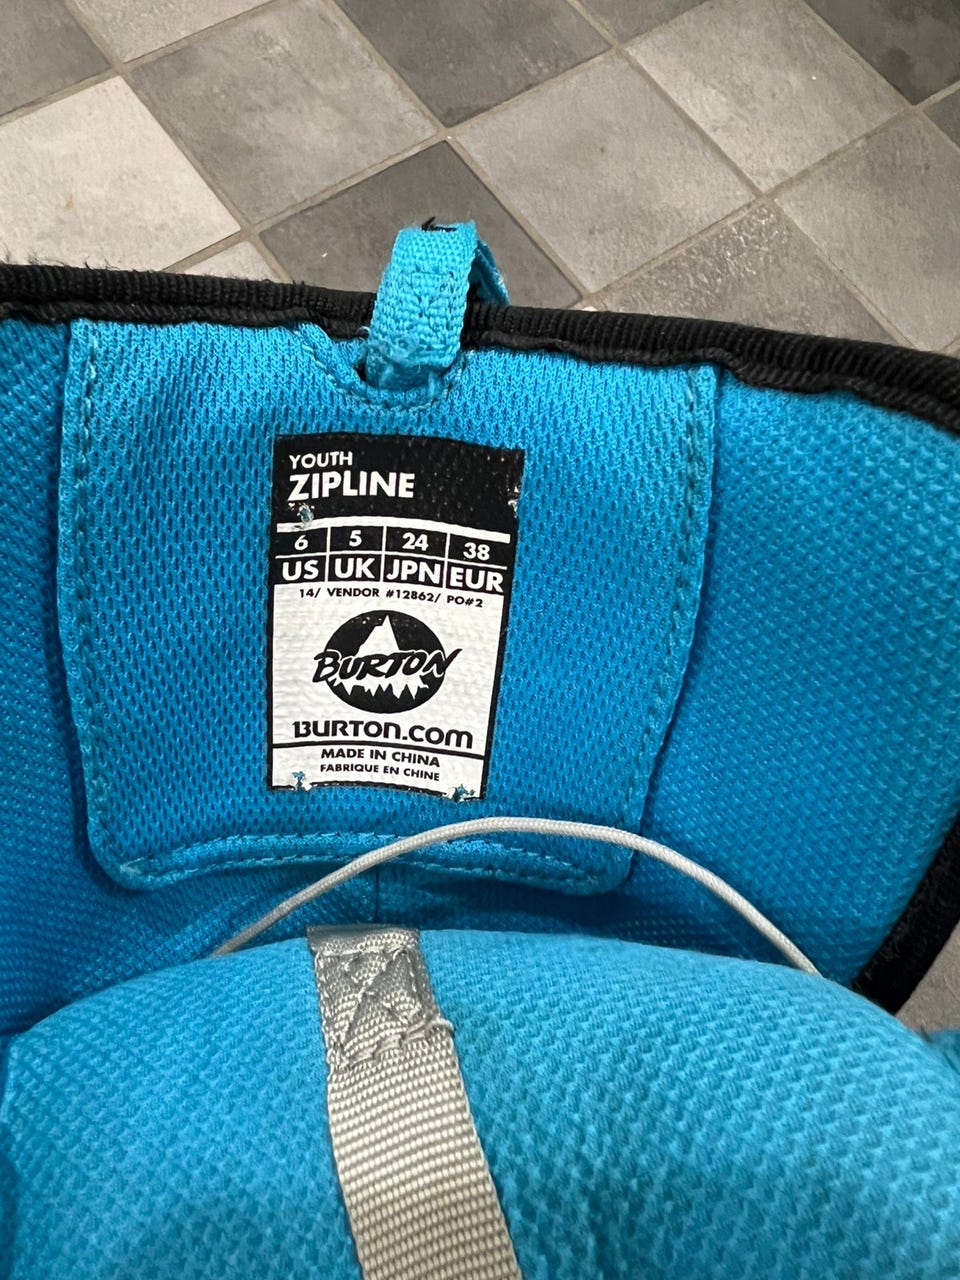 YOUTH
ZIPLINE
6 5 24 38
US UK JPN EUR
14/ VENDOR #12862/ PO#2
BURTON
BURTON.COM
MADE IN CHINA
FABRIQUE EN CHINE